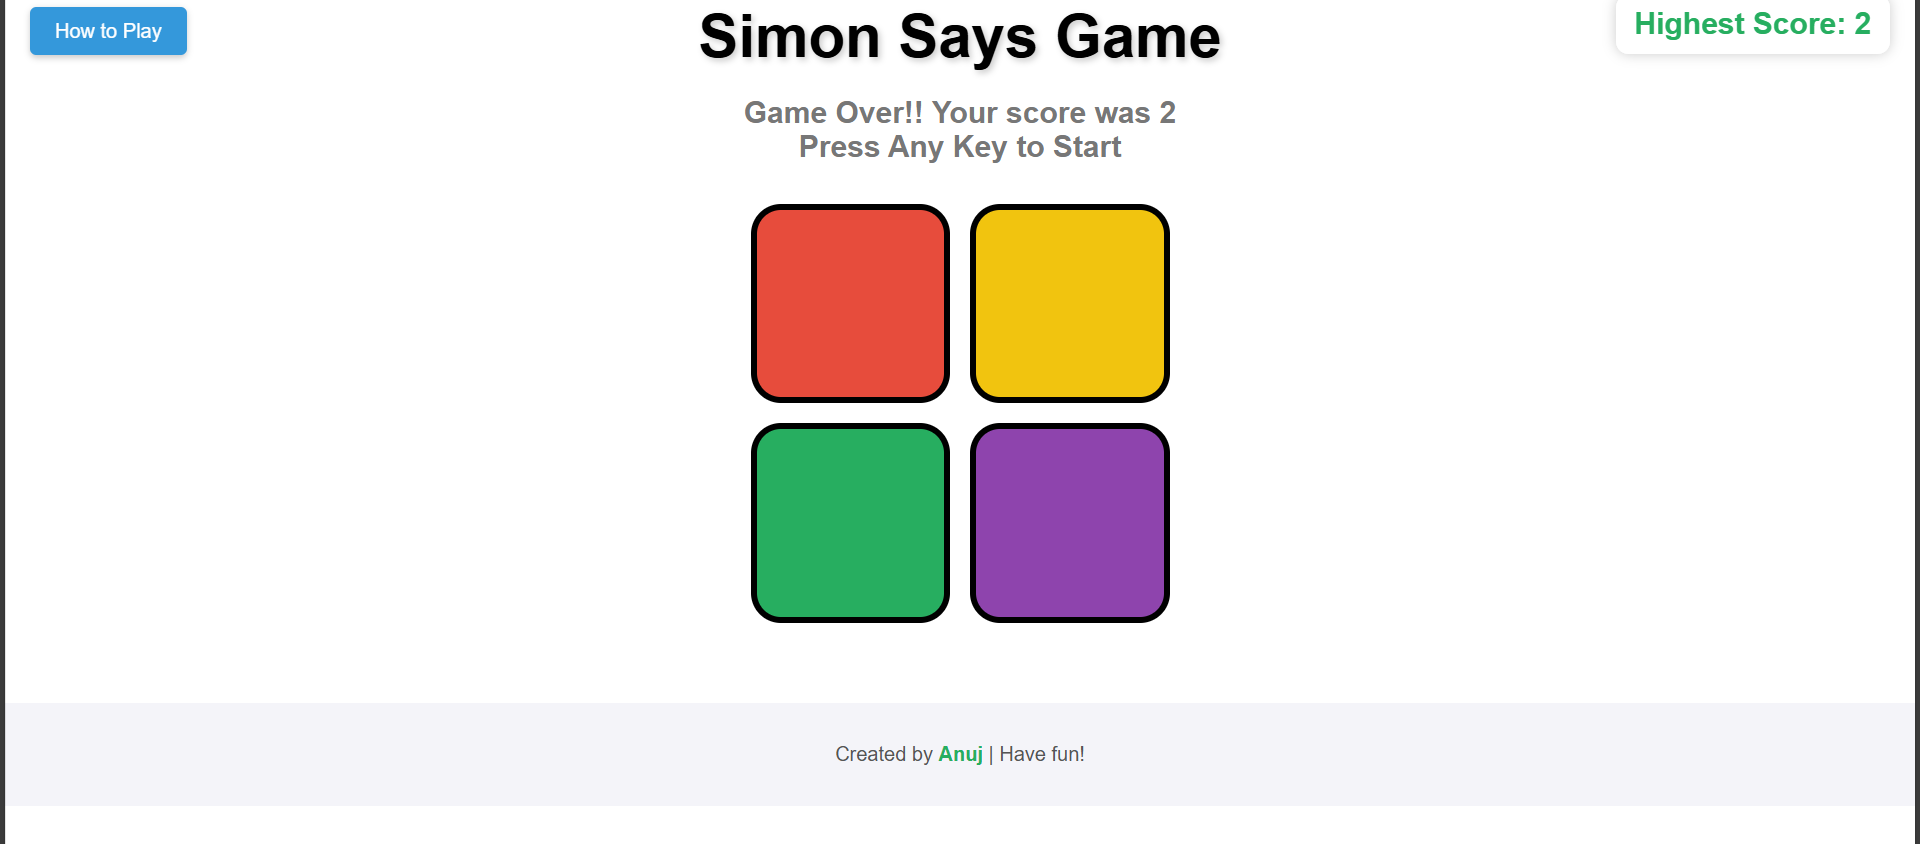 How to Play
Simon Says Game
Highest Score: 2
Game Over!! Your score was 2
Press Any Key to Start
Created by Anuj | Have fun!